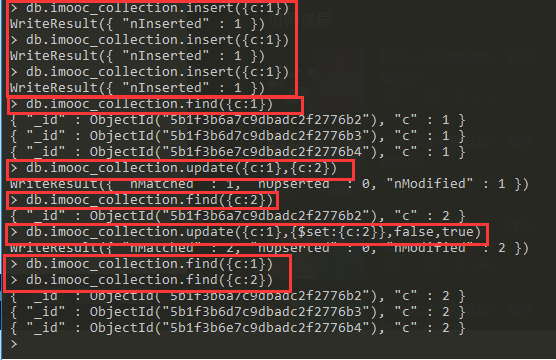 > db.imooc_collection.insert({c:1})
WriteResult({ "nInserted" : 1 })
> db.imooc_collection.insert({c:1})
WriteResult({ "nInserted" : 1 })
> db.imooc_collection.insert({c:1})
WriteResult({ "nInserted" : 1 })
> db.imooc_collection.find({c:1})
{ "_id" : ObjectId("5b1f3b6a7c9dbadc2f2776b2"), "c" : 1 }
{ "_id" : ObjectId("5b1f3b6d7c9dbadc2f2776b3"), "c" : 1 }
{ "_id" : ObjectId("5b1f3b6e7c9dbadc2f2776b4"), "c" : 1 }
> db.imooc_collection.update({c:1},{c:2})
WriteResult({ "nMatched" : 1, "nUpserted" : 0, "nModified" : 1 })
> db.imooc_collection.find({c:2})
{ "_id" : ObjectId("5b1f3b6a7c9dbadc2f2776b2"), "c" : 2 }
> db.imooc_collection.update({c:1},{$set:{c:2}},false,true)
WriteResult({ "nMatched" : 2, "nUpserted" : 0, "nModified" : 2 })
> db.imooc_collection.find({c:1})
> db.imooc_collection.find({c:2})
{ "_id" : ObjectId("5b1f3b6a7c9dbadc2f2776b2"), "c" : 2 }
{ "_id" : ObjectId("5b1f3b6d7c9dbadc2f2776b3"), "c" : 2 }
{ "_id" : ObjectId("5b1f3b6e7c9dbadc2f2776b4"), "c" : 2 }
>